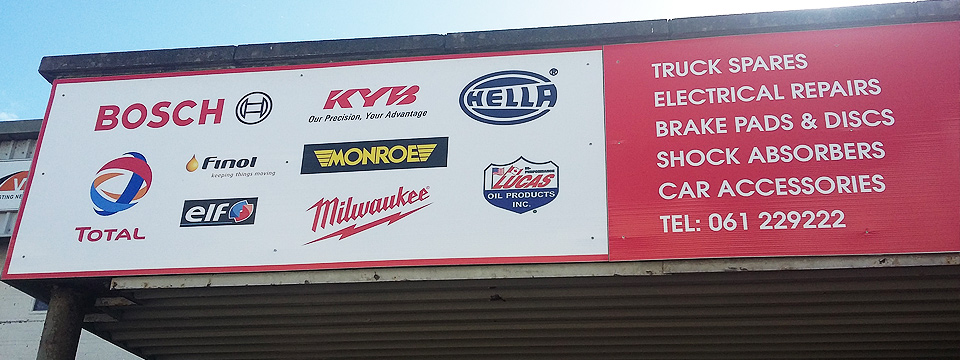 BOSCH
KYB
Our Precision, Your Advantage
HELLA
®
TOTAL
Finol
keeping things moving
MONROE
elf
Milwaukee
®
LUCAS
OIL PRODUCTS
INC.
TRUCK SPARES
ELECTRICAL REPAIRS
BRAKE PADS & DISCS
SHOCK ABSORBERS
CAR ACCESSORIES
TEL: 061 229222